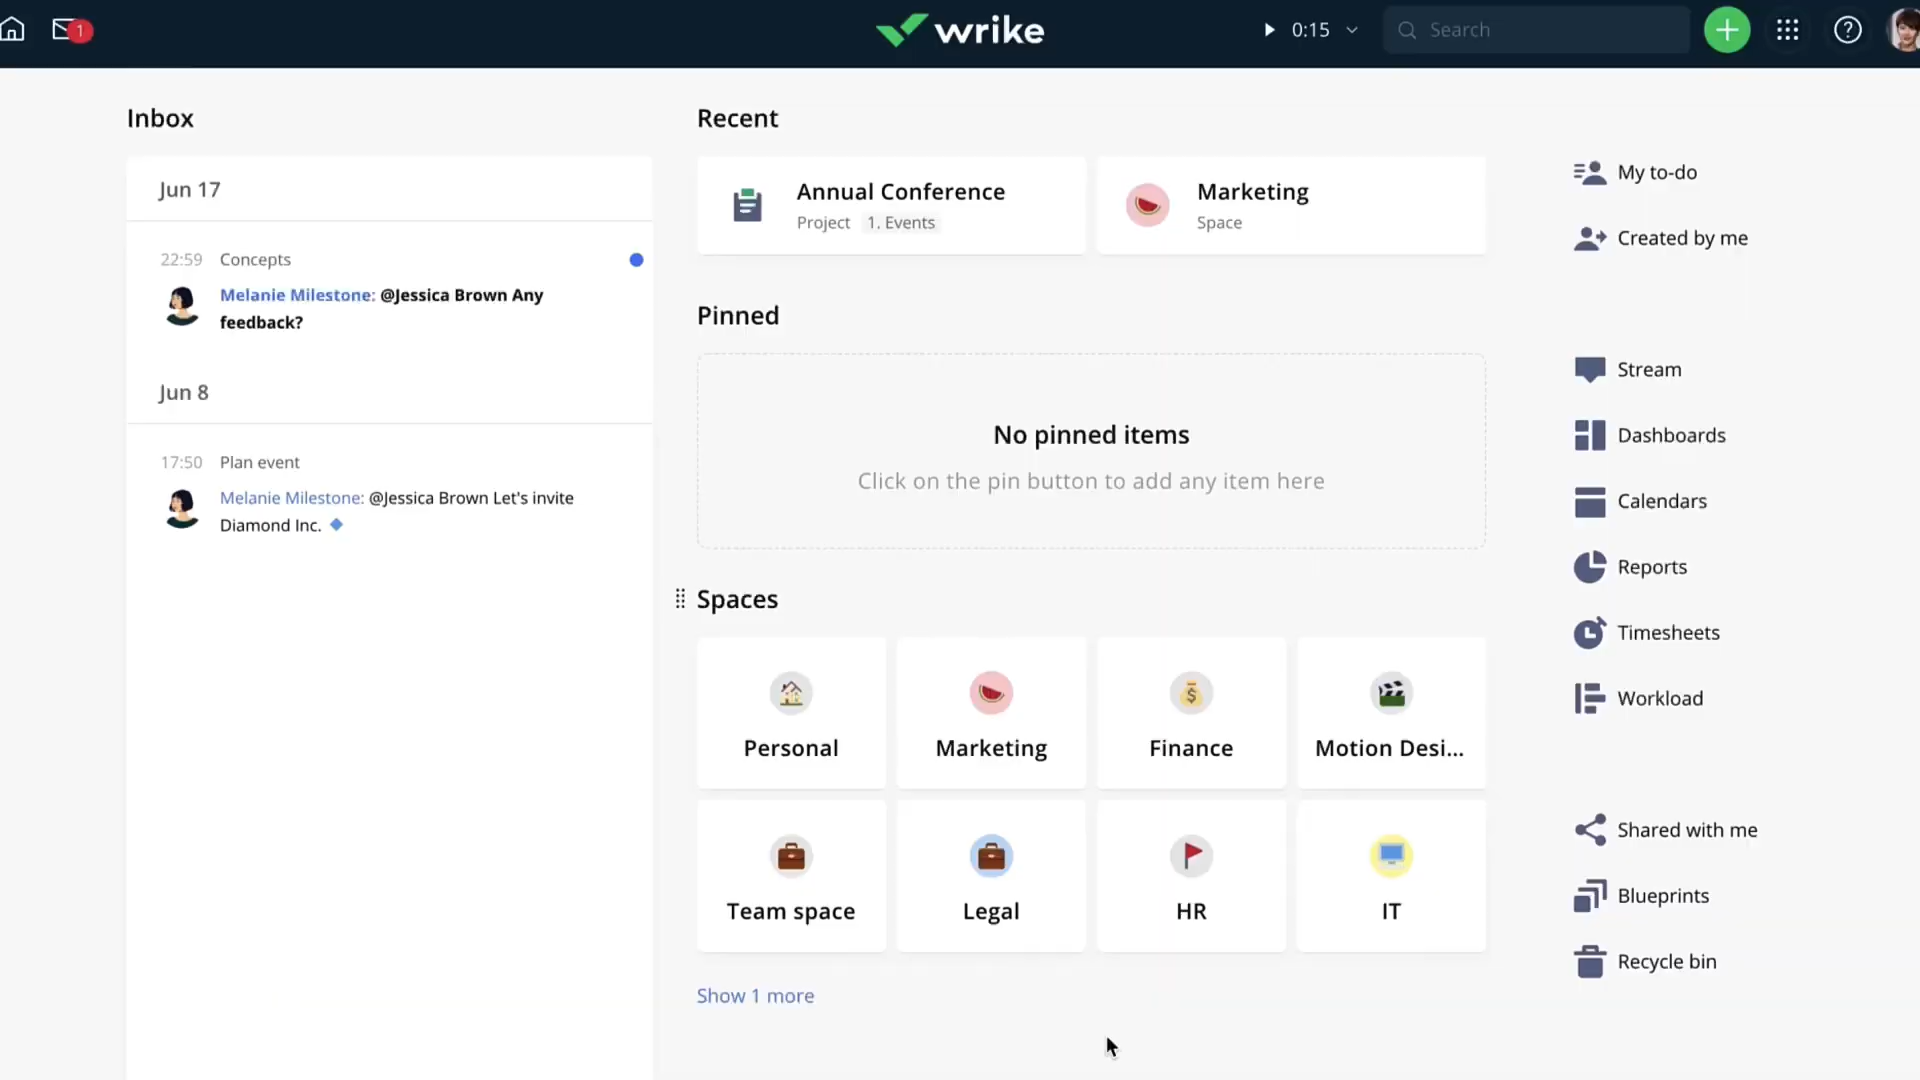 1
wrike
0:15
Search
Inbox
Jun 17
22:59 Concepts
Melanie Milestone: @Jessica Brown Any
feedback?
Jun 8
17:50 Plan event
Melanie Milestone: @Jessica Brown Let's invite
Diamond Inc.
Recent
Annual Conference
Project 1. Events
Marketing
Space
Pinned
No pinned items
Click on the pin button to add any item here
Spaces
Personal
Marketing
Finance
Motion Desi...
Team space
Legal
HR
IT
Show 1 more
My to-do
Created by me
Stream
Dashboards
Calendars
Reports
Timesheets
Workload
Shared with me
Blueprints
Recycle bin